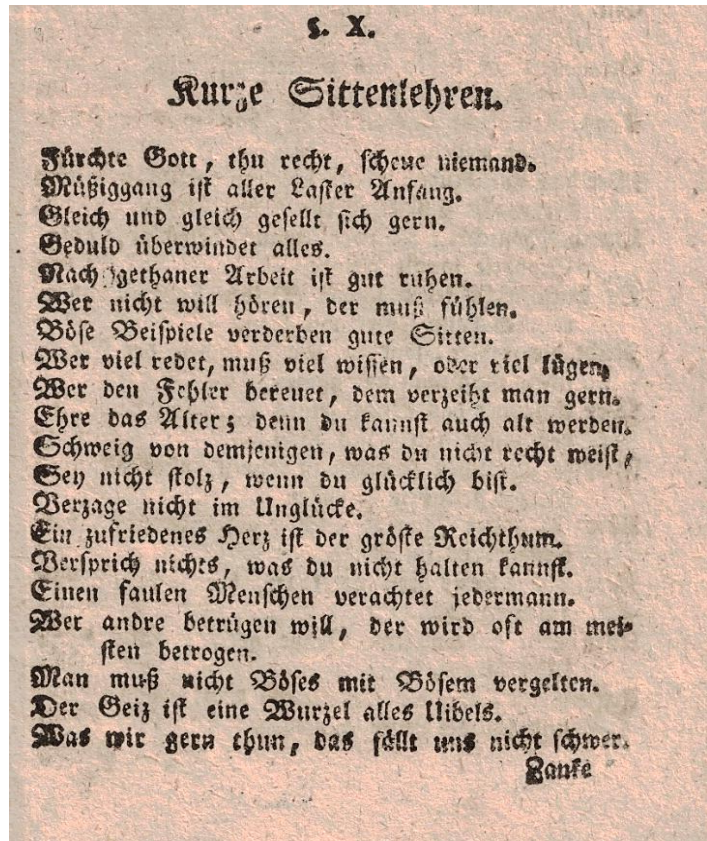 §. X.
Kurze Sittenlehren.
Fürchte Gott, thu recht, scheue niemand.
Müßiggang ist aller Laster Anfang.
Gleich und gleich gesellt sich gern.
Geduld überwindet alles.
Nach gethaner Arbeit ist gut ruhen.
Wer nicht will hören, der muß fühlen.
Böse Beispiele verderben gute Sitten.
Wer viel redet, muß viel wissen, oder viel lügen.
Wer den Fehler bereuet, dem verzeiht man gern.
Ehre das Alter; denn du kannst auch alt werden.
Schweig von demjenigen, was du nicht recht weist.
Sey nicht stolz, wenn du glücklich bist.
Verzage nicht im Unglücke.
Ein zufriedenes Herz ist der gröste Reichthum.
Versprich nichts, was du nicht halten kannst.
Einen faulen Menschen verachtet jedermann.
Wer andre betrügen will, der wird oft am mei-
sten betrogen.
Man muß nicht Böses mit Bösem vergelten.
Der Geiz ist eine Wurzel alles Uibels.
Was wir gern thun, das fällt uns nicht schwer.
Zanke